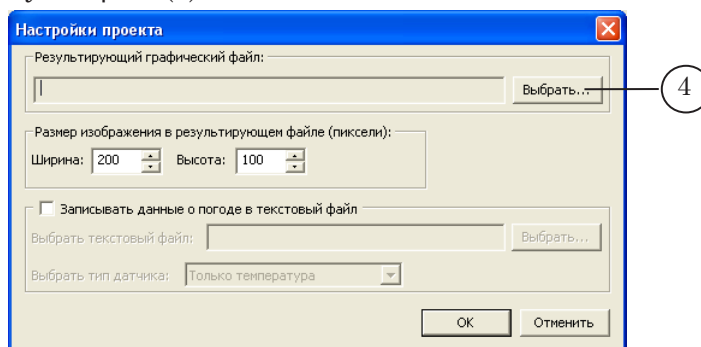 Настройки проекта
Результирующий графический файл:
Выбрать...
4
Размер изображения в результирующем файле (пиксели):
Ширина: 200 Высота: 100
Записывать данные о погоде в текстовый файл
Выбрать текстовый файл: Выбрать...
Выбрать тип датчика: Только температура
OK Отменить